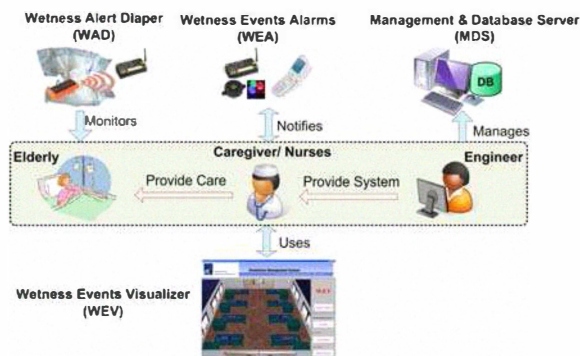 Wetness Alert Diaper
(WAD)
Wetness Events Alarms
(WEA)
Management & Database Server
(MDS)
DB
Monitors
Notifies
Manages
Elderly
Caregiver/ Nurses
Engineer
Provide Care
Provide System
Uses
Wetness Events Visualizer
(WEV)
WEV